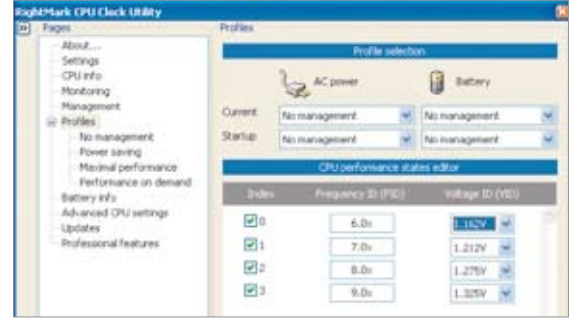 RightMark CPU Clock Utility
Pages
About...
Settings
CPU info
Monitoring
Management
Profiles
No management
Power saving
Maximal performance
Performance on demand
Battery info
Advanced CPU settings
Updates
Professional features
Profiles
Profile selection
AC power
Battery
Current
No management
No management
Startup
No management
No management
CPU performance states editor
Index
Frequency ID (FID)
Voltage ID (VID)
0
6.0x
1.162V
1
7.0x
1.212V
2
8.0x
1.275V
3
9.0x
1.325V